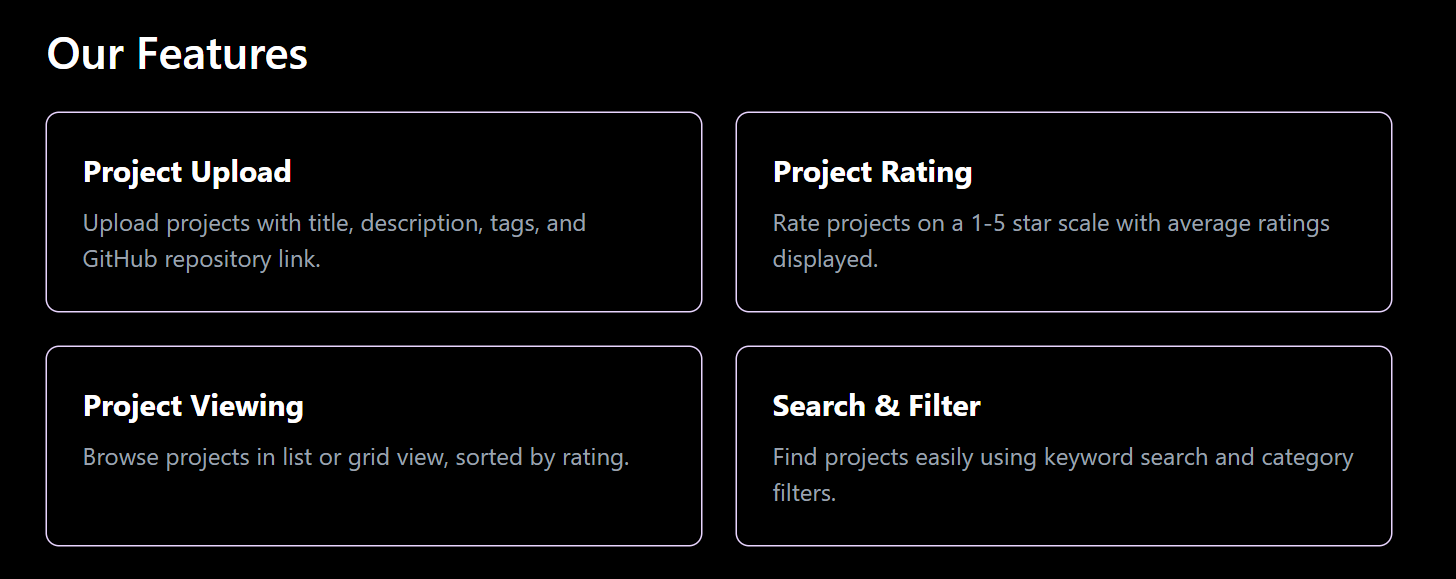 Our Features
Project Upload
Upload projects with title, description, tags, and
GitHub repository link.
Project Rating
Rate projects on a 1-5 star scale with average ratings
displayed.
Project Viewing
Browse projects in list or grid view, sorted by rating.
Search & Filter
Find projects easily using keyword search and category
filters.